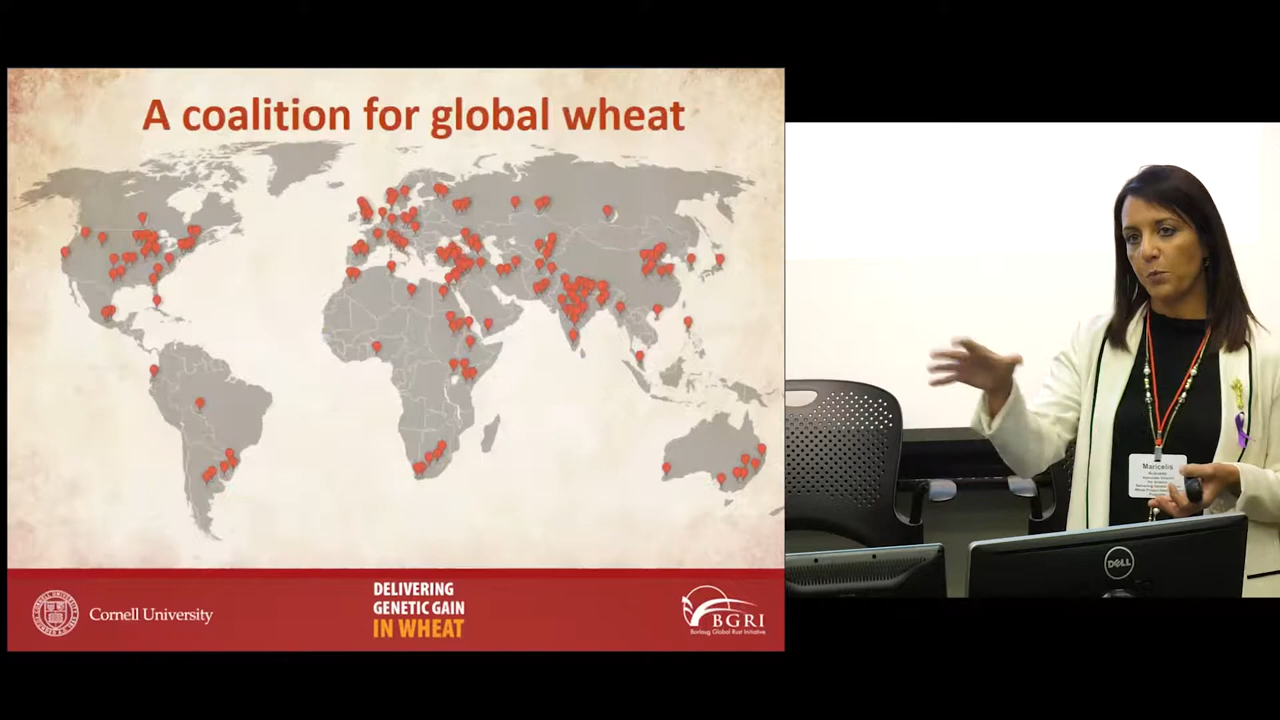 A coalition for global wheat
Cornell University
DELIVERING
GENETIC GAIN
IN WHEAT
BGRI
Borlaug Global Rust Initiative
Maricelis
DELL